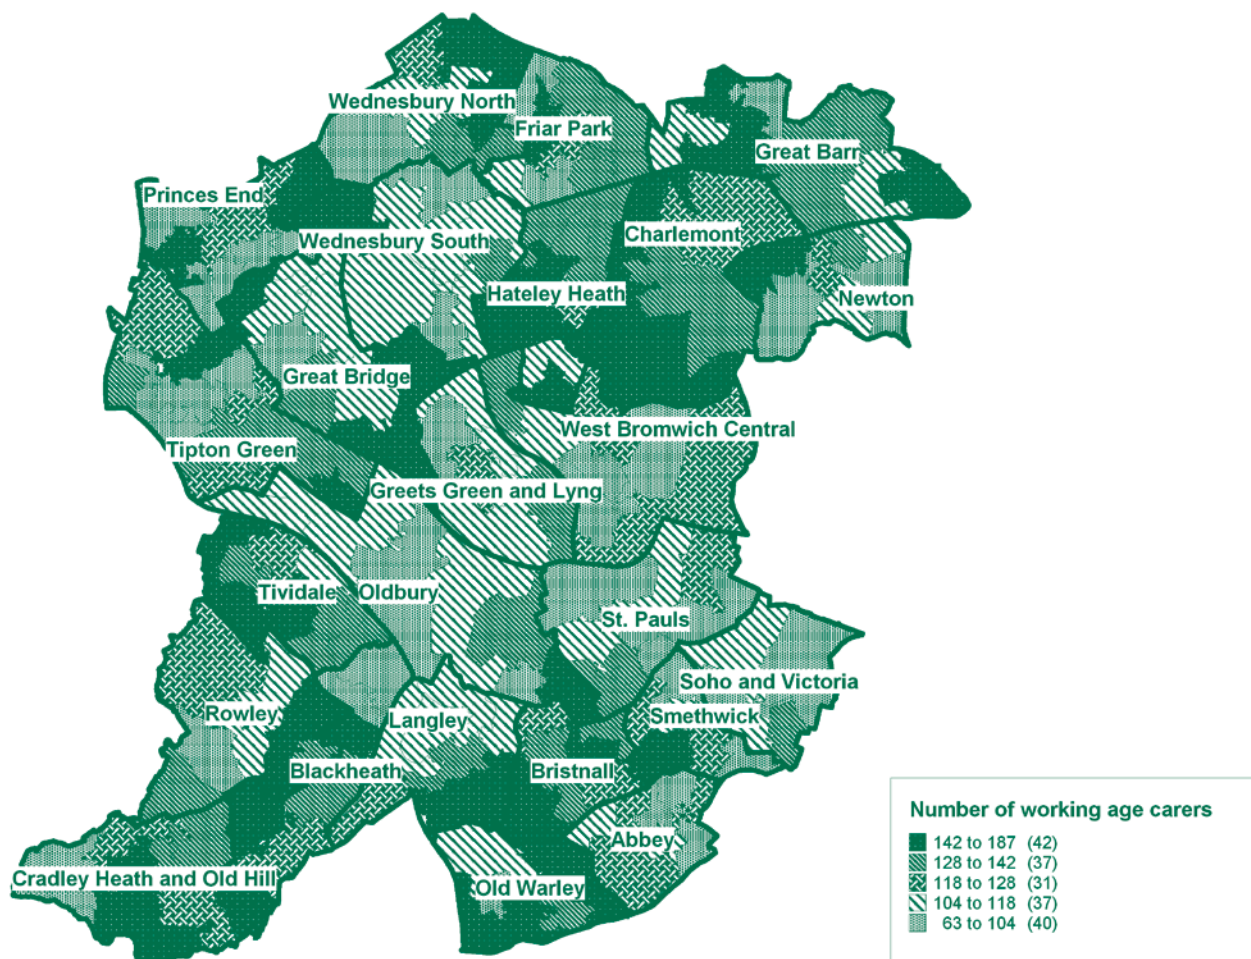 Wednesbury North
Friar Park
Great Barr
Princes End
Charlemont
Wednesbury South
Hateley Heath
Newton
Great Bridge
West Bromwich Central
Tipton Green
Greets Green and Lyng
Tividale
Oldbury
St. Pauls
Soho and Victoria
Rowley
Langley
Smethwick
Blackheath
Bristnall
Abbey
Cradley Heath and Old Hill
Old Warley
Number of working age carers
142 to 187 (42)
128 to 142 (37)
118 to 128 (31)
104 to 118 (37)
63 to 104 (40)